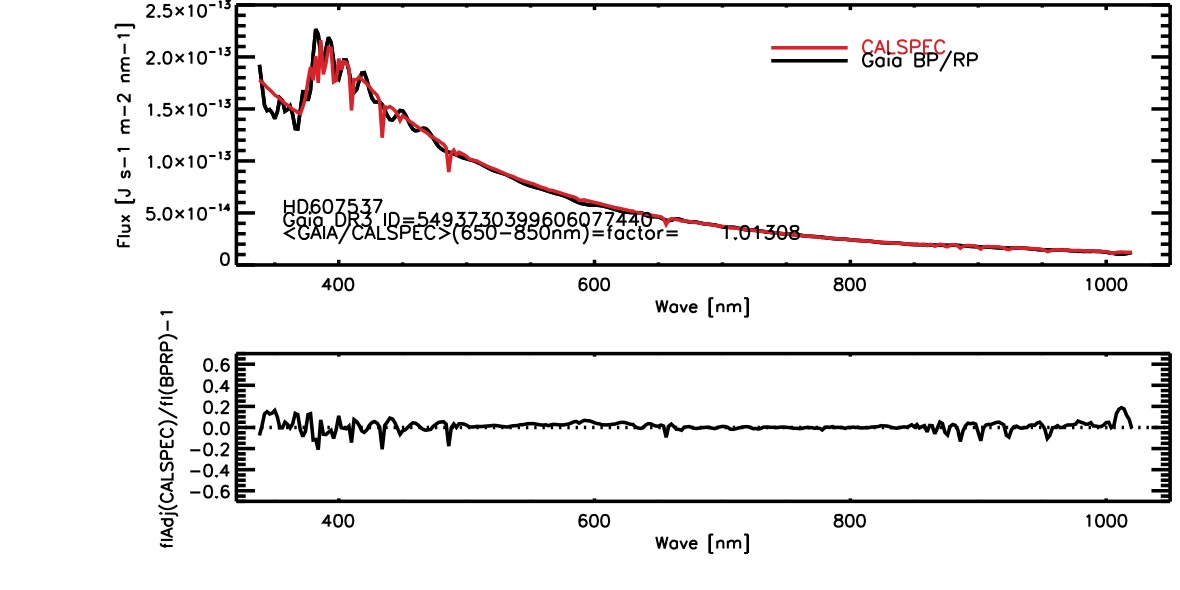 2.5×10−13
2.0×10−13
1.5×10−13
1.0×10−13
5.0×10−14
0
Flux [J s−1 m−2 nm−1]
CALSPEC
Gaia BP/RP
HD607537
Gaia DR3 ID=5493730399606077440
<GAIA/CALSPEC>(650−850nm)=factor= 1.01308
400 600 800 1000
Wave [nm]
0.6
0.4
0.2
0.0
−0.2
−0.4
−0.6
flAdj(CALSPEC)/fl(BPRP)−1
400 600 800 1000
Wave [nm]